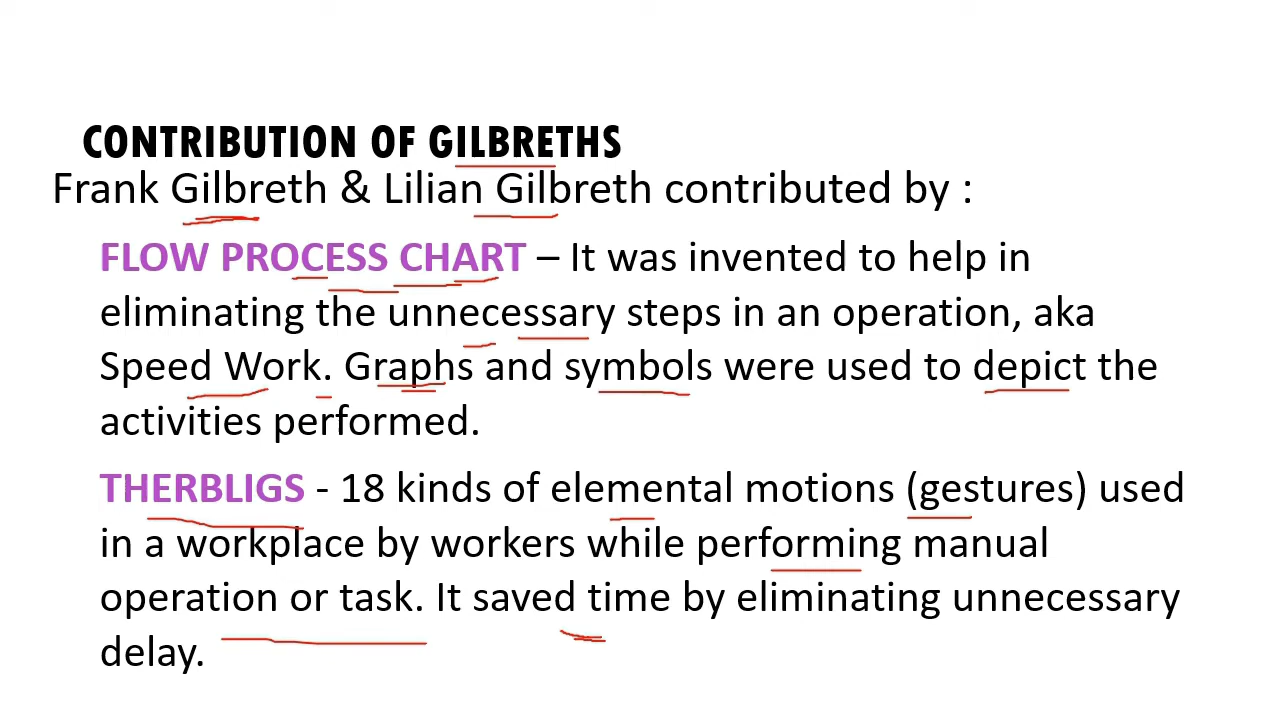 CONTRIBUTION OF GILBRETHS
Frank Gilbreth & Lilian Gilbreth contributed by :
FLOW PROCESS CHART – It was invented to help in
eliminating the unnecessary steps in an operation, aka
Speed Work. Graphs and symbols were used to depict the
activities performed.
THERBLIGS - 18 kinds of elemental motions (gestures) used
in a workplace by workers while performing manual
operation or task. It saved time by eliminating unnecessary
delay.